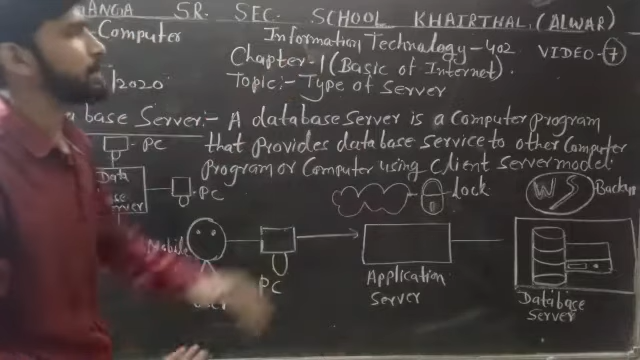 SR. SEC. SCHOOL KHAIRTHAL (ALWAR)
Computer
Information Technology-402 VIDEO-7
Chapter-1 (Basic of Internet).
/2020
Topic:- Type of Server
base Server:- A database Server is a Computer program
that provides database service to other Computer
program or Computer using Client Server model.
PC
Data
PC
Lock
WS Backup
Mobile
PC
Application
Server
Database
Server